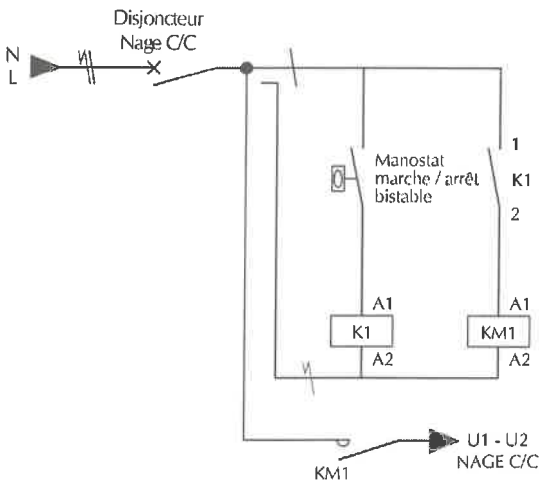 Disjoncteur
Nage C/C
N
L
1
Manostat
marche / arrêt
bistable
K1
2
A1
A1
K1
KM1
A2
A2
U1 - U2
NAGE C/C
KM1